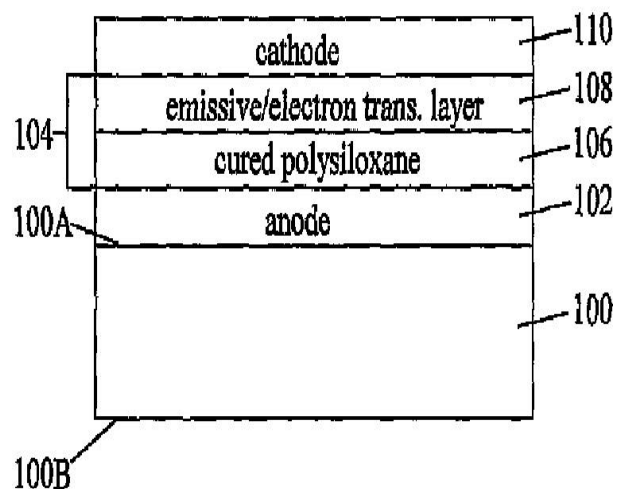 110
cathode
108
emissive/electron trans. layer
104
106
cured polysiloxane
102
100A
anode
100
100B